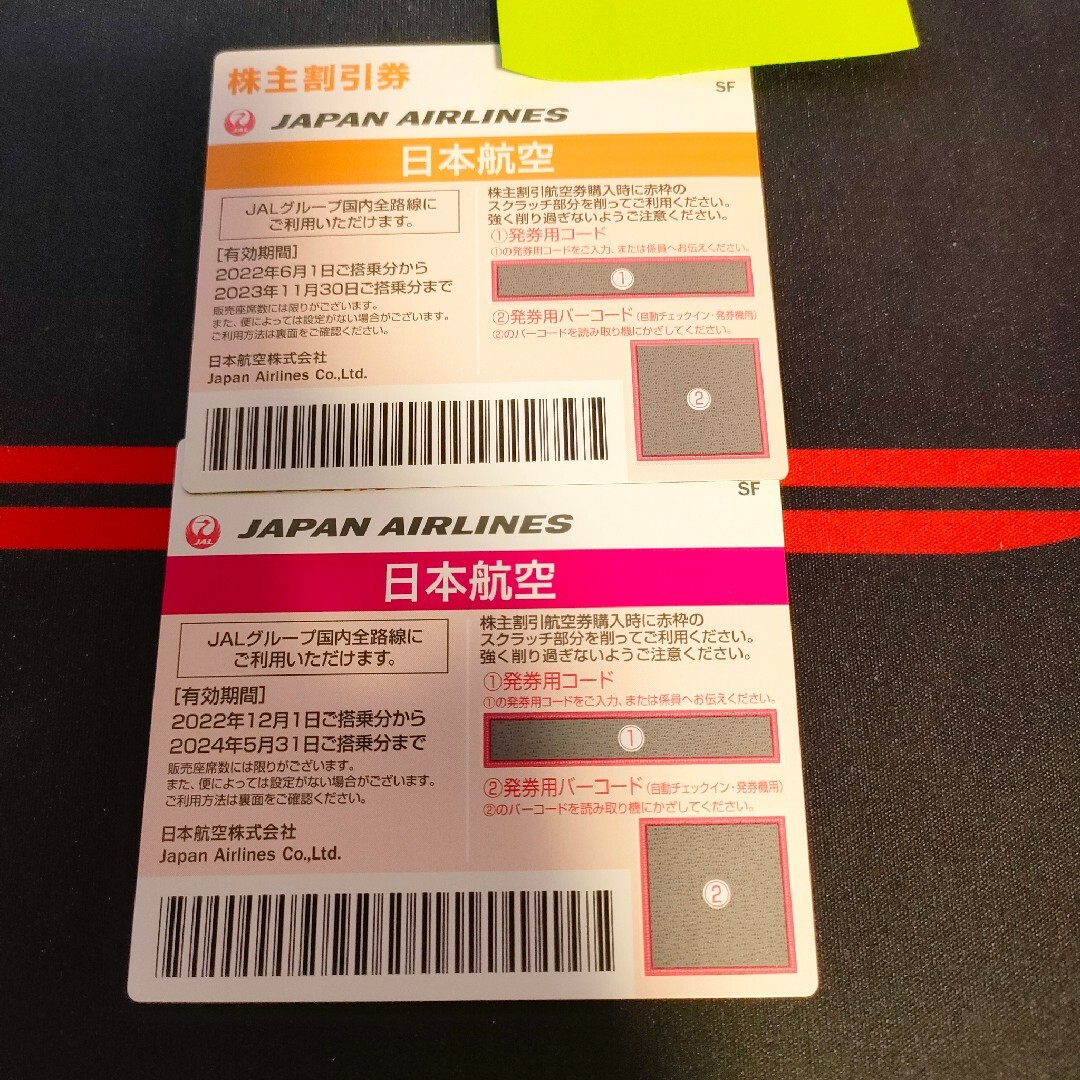 株主割引券
SF
JAL
JAPAN AIRLINES
日本航空
JALグループ国内全路線に
ご利用いただけます。
[有効期間]
2022年6月1日ご搭乗分から
2023年11月30日ご搭乗分まで
販売座席数には限りがございます。
また、便によっては設定がない場合がございます。
ご利用方法は裏面をご確認ください。
日本航空株式会社
Japan Airlines Co.,Ltd.
株主割引航空券購入時に赤枠の
スクラッチ部分を削ってご利用ください。
強く削り過ぎないようご注意ください。
①発券用コード
①の発券用コードをご入力、または係員へお伝えください。
①
②発券用バーコード(自動チェックイン・発券機用)
②のバーコードを読み取り機にかざしてください。
②
SF
JAL
JAPAN AIRLINES
日本航空
JALグループ国内全路線に
ご利用いただけます。
[有効期間]
2022年12月1日ご搭乗分から
2024年5月31日ご搭乗分まで
販売座席数には限りがございます。
また、便によっては設定がない場合がございます。
ご利用方法は裏面をご確認ください。
日本航空株式会社
Japan Airlines Co.,Ltd.
株主割引航空券購入時に赤枠の
スクラッチ部分を削ってご利用ください。
強く削り過ぎないようご注意ください。
①発券用コード
①の発券用コードをご入力、または係員へお伝えください。
①
②発券用バーコード(自動チェックイン・発券機用)
②のバーコードを読み取り機にかざしてください。
②